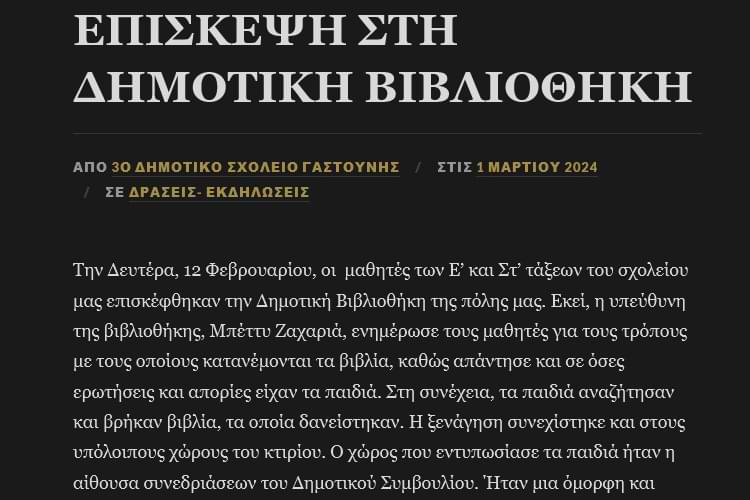 ΕΠΙΣΚΕΨΗ ΣΤΗ
ΔΗΜΟΤΙΚΗ ΒΙΒΛΙΟΘΗΚΗ
ΑΠΟ 3Ο ΔΗΜΟΤΙΚΟ ΣΧΟΛΕΙΟ ΓΑΣΤΟΥΝΗΣ / ΣΤΙΣ 1 ΜΑΡΤΙΟΥ 2024
/ ΣΕ ΔΡΑΣΕΙΣ- ΕΚΔΗΛΩΣΕΙΣ
Την Δευτέρα, 12 Φεβρουαρίου, οι  μαθητές των Ε’ και Στ’ τάξεων του σχολείου
μας επισκέφθηκαν την Δημοτική Βιβλιοθήκη της πόλης μας. Εκεί, η υπεύθυνη
της βιβλιοθήκης, Μπέττυ Ζαχαριά, ενημέρωσε τους μαθητές για τους τρόπους
με τους οποίους κατανέμονται τα βιβλία, καθώς απάντησε και σε όσες
ερωτήσεις και απορίες είχαν τα παιδιά. Στη συνέχεια, τα παιδιά αναζήτησαν
και βρήκαν βιβλία, τα οποία δανείστηκαν. Η ξενάγηση συνεχίστηκε και στους
υπόλοιπους χώρους του κτιρίου. Ο χώρος που εντυπωσίασε τα παιδιά ήταν η
αίθουσα συνεδριάσεων του Δημοτικού Συμβουλίου. Ήταν μια όμορφη και